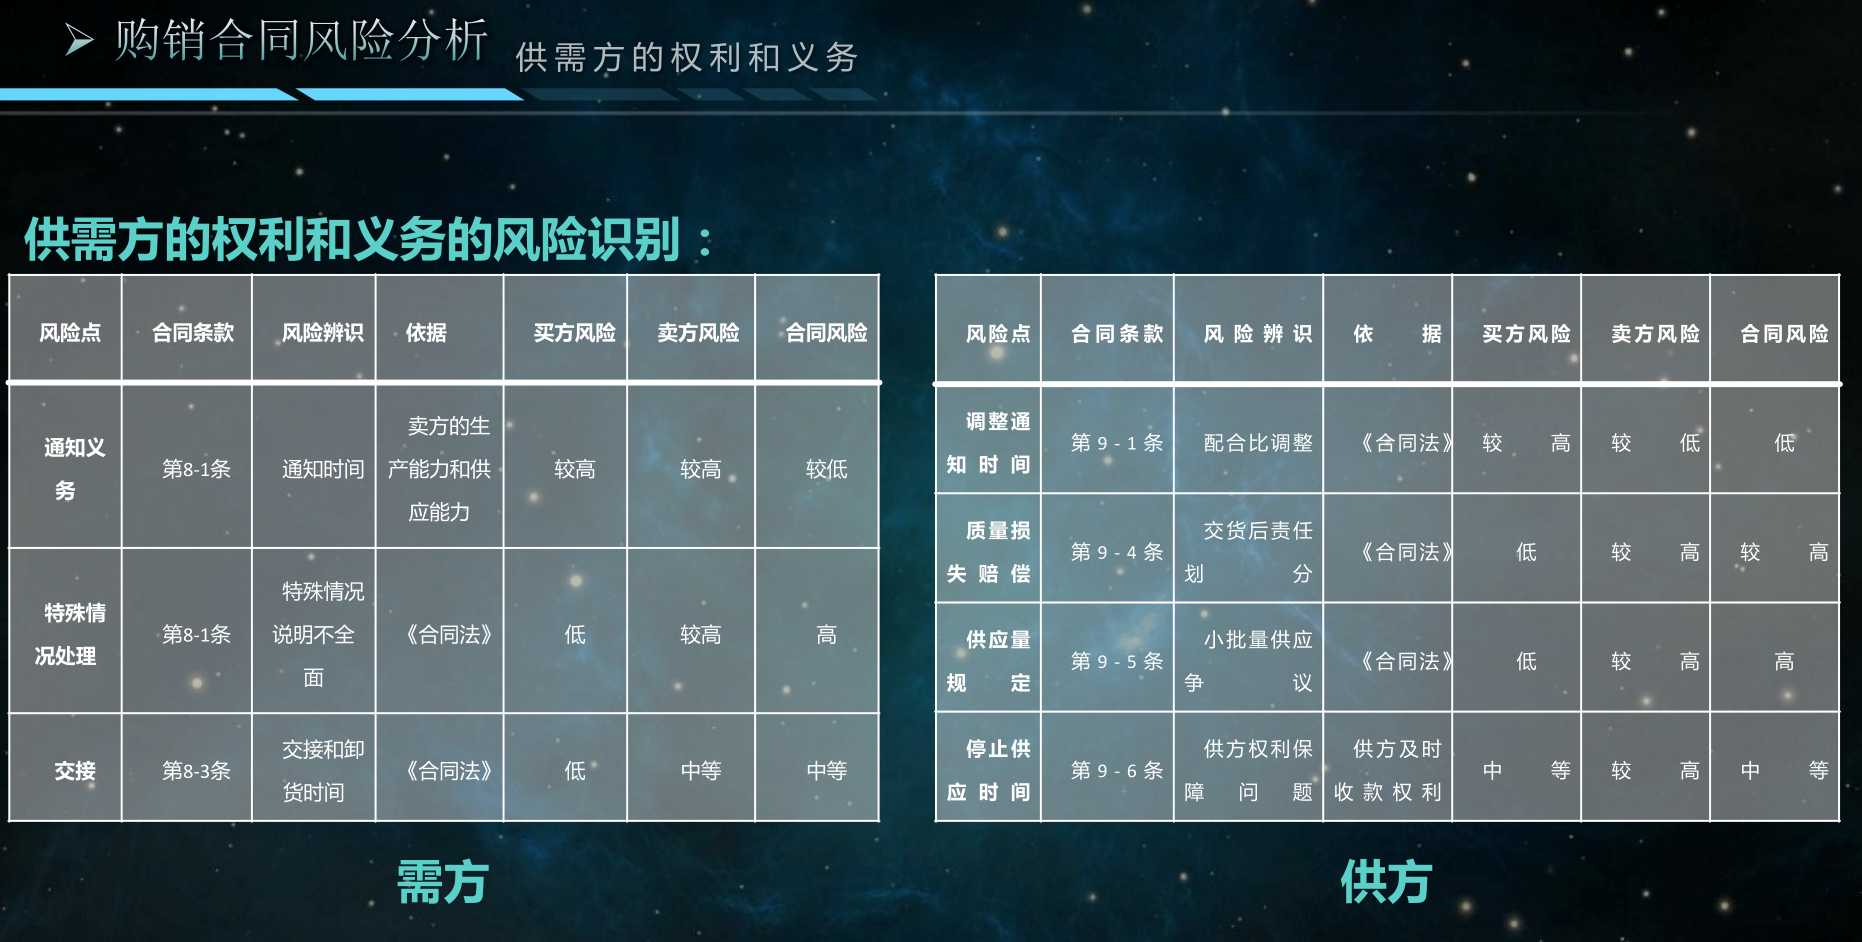 购销合同风险分析 供需方的权利和义务
供需方的权利和义务的风险识别：
风险点 合同条款 风险辨识 依据 买方风险 卖方风险 合同风险
通知义务 第8-1条 通知时间 卖方的生产能力和供应能力 较高 较高 较低
特殊情况处理 第8-1条 特殊情况说明不全面 《合同法》 低 较高 高
交接 第8-3条 交接和卸货时间 《合同法》 低 中等 中等
需方
风险点 合同条款 风险辨识 依据 买方风险 卖方风险 合同风险
调整通知时间 第9-1条 配合比调整 《合同法》 较高 较低 低
质量损失赔偿 第9-4条 交货后责任划分 《合同法》 低 较高 较高
供应量规定 第9-5条 小批量供应争议 《合同法》 低 较高 高
停止供应时间 第9-6条 供方权利保障问题 供方及时收款权利 中等 较高 中等
供方